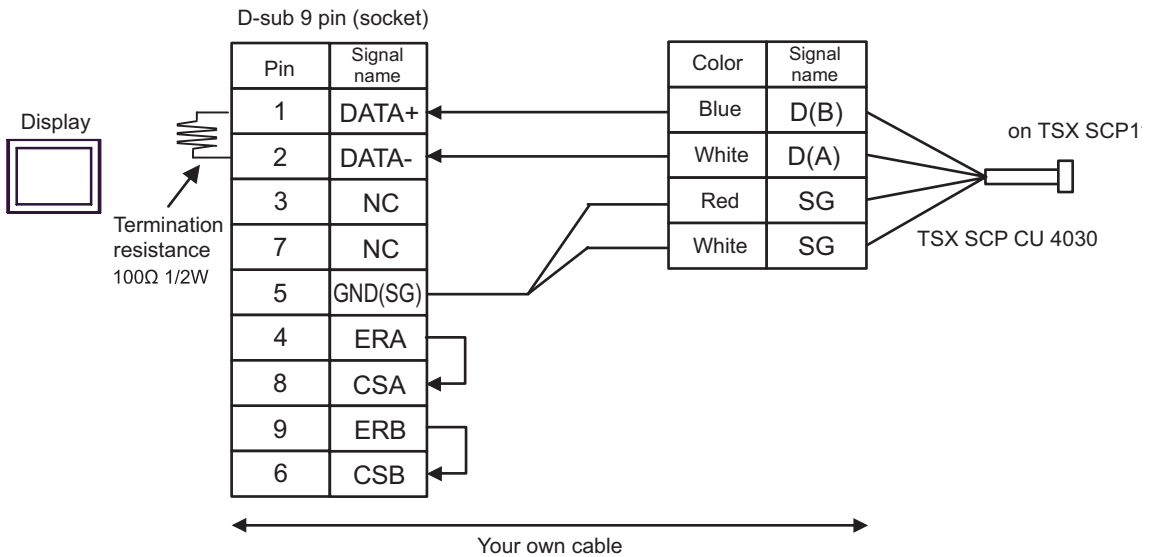 D-sub 9 pin (socket)
Display
Termination
resistance
100Ω 1/2W
Pin Signal name
1 DATA+
2 DATA-
3 NC
7 NC
5 GND(SG)
4 ERA
8 CSA
9 ERB
6 CSB
Color Signal name
Blue D(B)
White D(A)
Red SG
White SG
on TSX SCP1
TSX SCP CU 4030
Your own cable